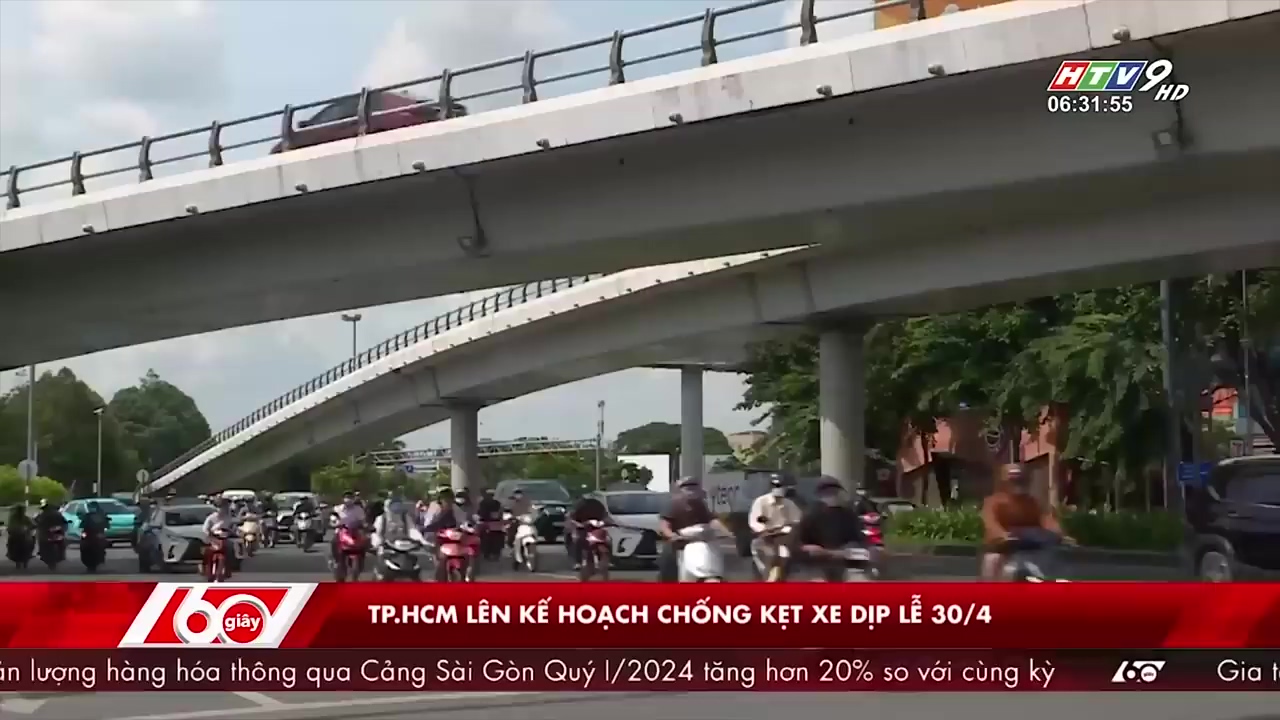 HTV9 HD
06:31:55
60 giây
TP.HCM LÊN KẾ HOẠCH CHỐNG KẸT XE DỊP LỄ 30/4
lượng hàng hóa thông qua Cảng Sài Gòn Quý I/2024 tăng hơn 20% so với cùng kỳ 60 giây Gia